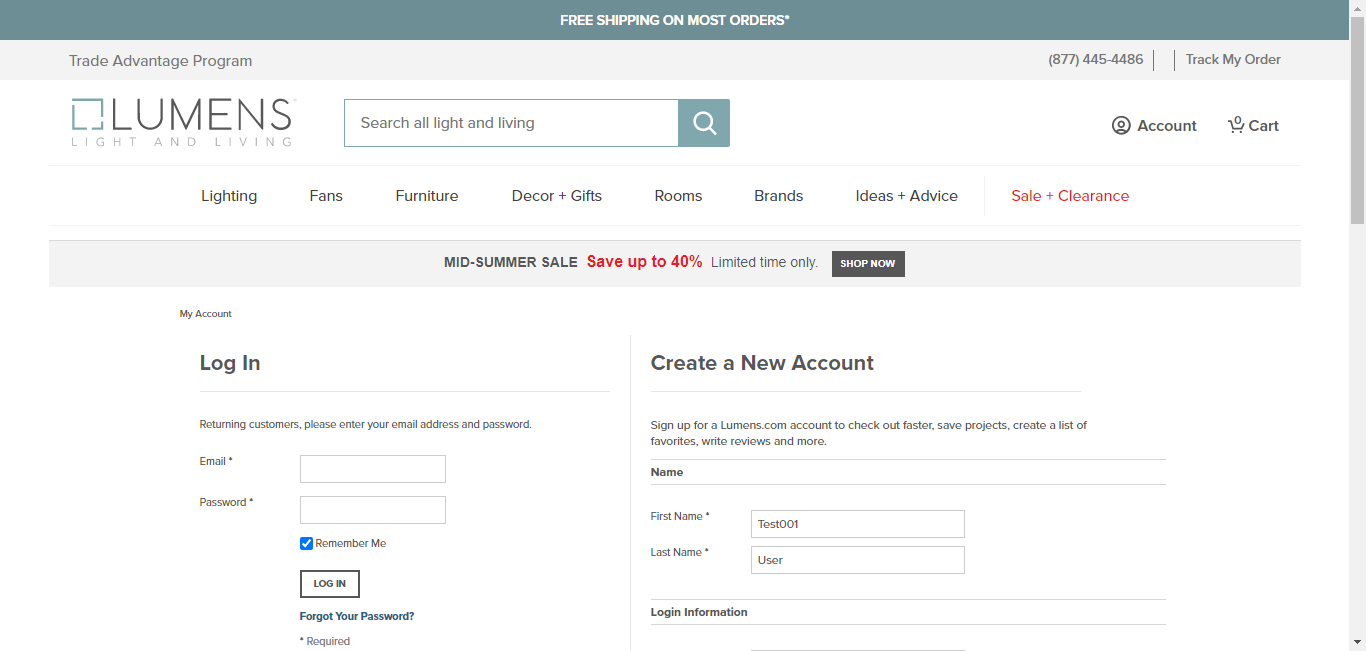 FREE SHIPPING ON MOST ORDERS*
Trade Advantage Program
(877) 445-4486
Track My Order
LUMENS
LIGHT AND LIVING
Search all light and living
Account
0
Cart
Lighting
Fans
Furniture
Decor + Gifts
Rooms
Brands
Ideas + Advice
Sale + Clearance
MID-SUMMER SALE Save up to 40% Limited time only. SHOP NOW
My Account
Log In
Returning customers, please enter your email address and password.
Email *
Password *
Remember Me
LOG IN
Forgot Your Password?
* Required
Create a New Account
Sign up for a Lumens.com account to check out faster, save projects, create a list of
favorites, write reviews and more.
Name
First Name * Test001
Last Name * User
Login Information